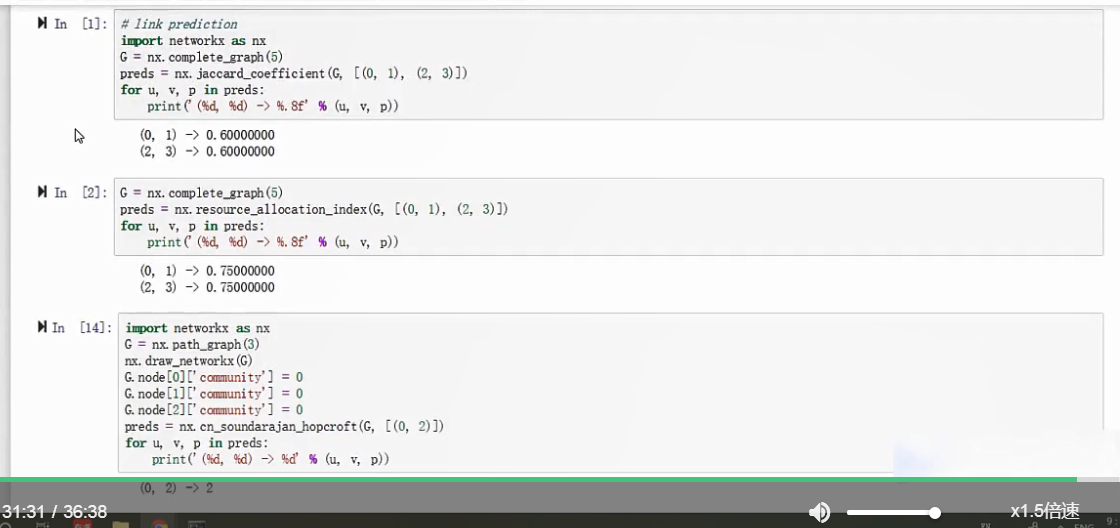 In [1]:
# link prediction
import networkx as nx
G = nx.complete_graph(5)
preds = nx.jaccard_coefficient(G, [(0, 1), (2, 3)])
for u, v, p in preds:
    print('(%d, %d) -> %.8f' % (u, v, p))
(0, 1) -> 0.60000000
(2, 3) -> 0.60000000
In [2]:
G = nx.complete_graph(5)
preds = nx.resource_allocation_index(G, [(0, 1), (2, 3)])
for u, v, p in preds:
    print('(%d, %d) -> %.8f' % (u, v, p))
(0, 1) -> 0.75000000
(2, 3) -> 0.75000000
In [14]:
import networkx as nx
G = nx.path_graph(3)
nx.draw_networkx(G)
G.node[0]['community'] = 0
G.node[1]['community'] = 0
G.node[2]['community'] = 0
preds = nx.cn_soundarajan_hopcroft(G, [(0, 2)])
for u, v, p in preds:
    print('(%d, %d) -> %d' % (u, v, p))
(0, 2) -> 2
31:31 / 36:38
x1.5倍速